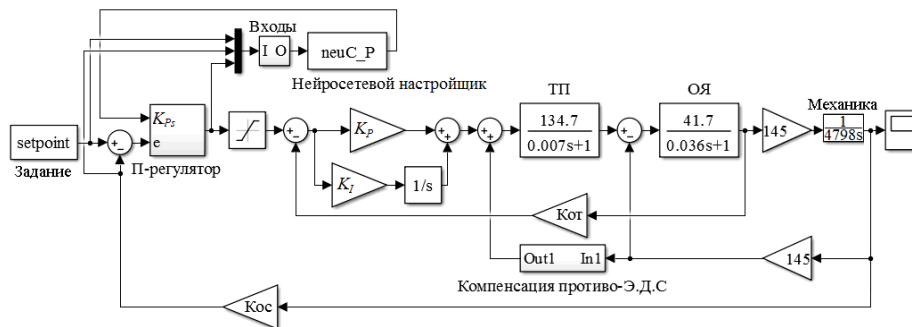 Входы
I O
neuC_P
Нейросетевой настройщик
ТП
ОЯ
Механика
K_Ps
e
setpoint
Задание
П-регулятор
+
−
+
−
K_P
K_I
1/s
+
+
+
+
134.7
0.007s+1
+
−
41.7
0.036s+1
145
1
4798s
Кот
Out1 In1
145
Компенсация противо-Э.Д.С
Кос